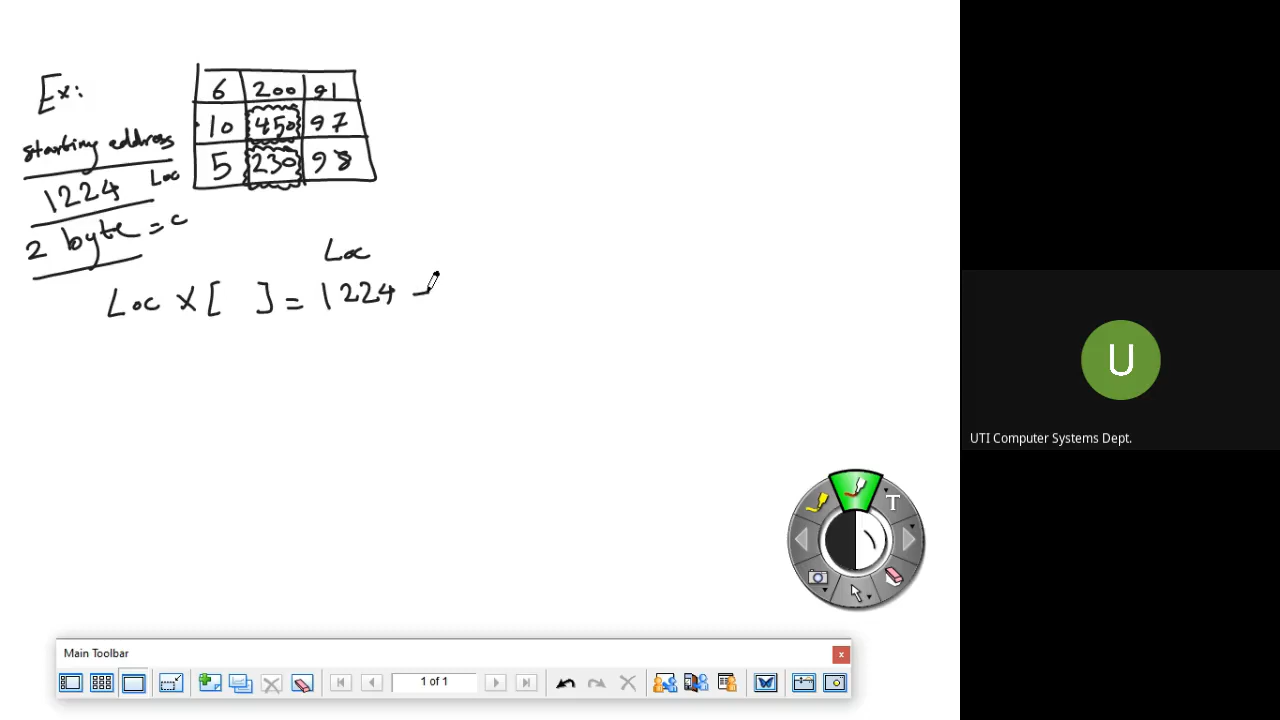 Ex:
6 200 91
10 450 97
5 230 98
starting address
1224 Loc
2 byte = c
Loc
Loc X [ ] = 1224 -
U
UTI Computer Systems Dept.
T
Main Toolbar
x
1 of 1